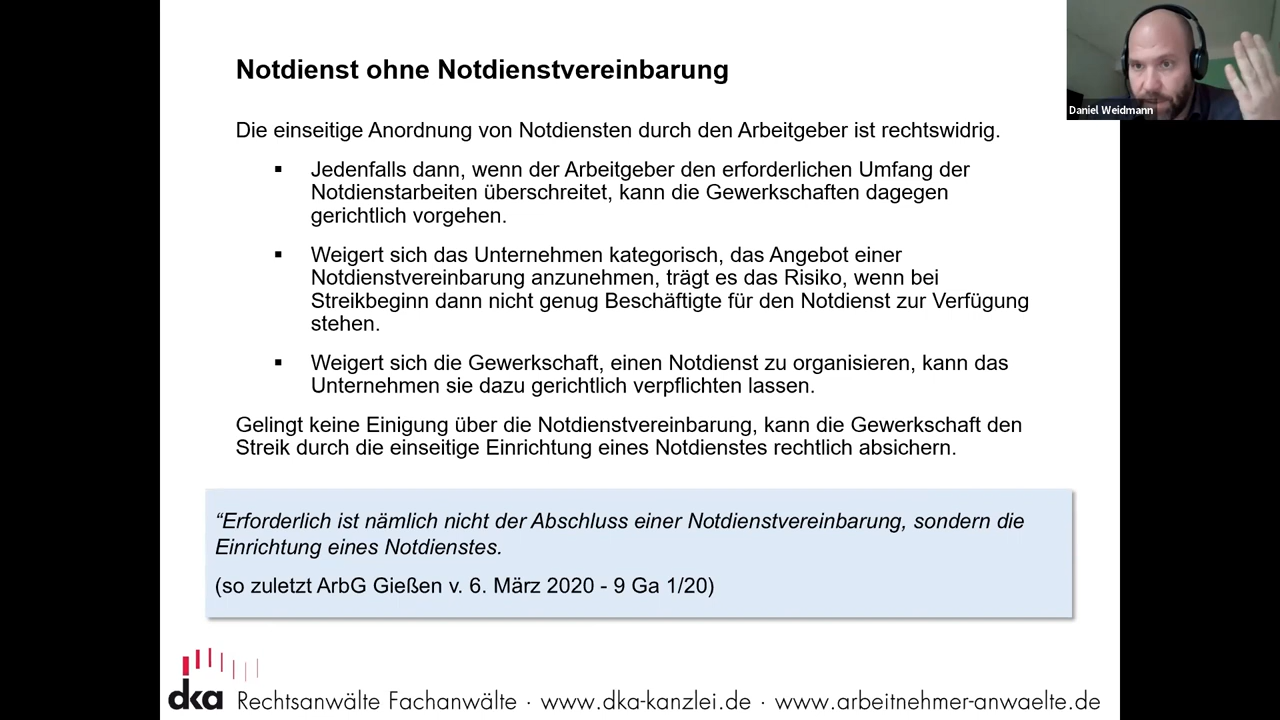 Notdienst ohne Notdienstvereinbarung
Daniel Weidmann
Die einseitige Anordnung von Notdiensten durch den Arbeitgeber ist rechtswidrig.
▪ Jedenfalls dann, wenn der Arbeitgeber den erforderlichen Umfang der
Notdienstarbeiten überschreitet, kann die Gewerkschaften dagegen
gerichtlich vorgehen.
▪ Weigert sich das Unternehmen kategorisch, das Angebot einer
Notdienstvereinbarung anzunehmen, trägt es das Risiko, wenn bei
Streikbeginn dann nicht genug Beschäftigte für den Notdienst zur Verfügung
stehen.
▪ Weigert sich die Gewerkschaft, einen Notdienst zu organisieren, kann das
Unternehmen sie dazu gerichtlich verpflichten lassen.
Gelingt keine Einigung über die Notdienstvereinbarung, kann die Gewerkschaft den
Streik durch die einseitige Einrichtung eines Notdienstes rechtlich absichern.
“Erforderlich ist nämlich nicht der Abschluss einer Notdienstvereinbarung, sondern die
Einrichtung eines Notdienstes.
(so zuletzt ArbG Gießen v. 6. März 2020 - 9 Ga 1/20)
dka Rechtsanwälte Fachanwälte · www.dka-kanzlei.de · www.arbeitnehmer-anwaelte.de